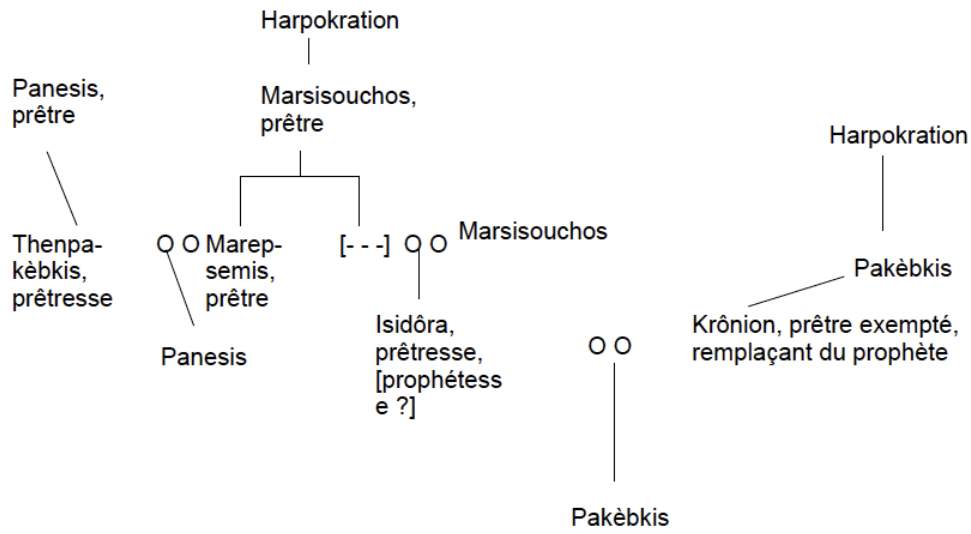 Harpokration
Panesis,
prêtre
Marsisouchos,
prêtre
Harpokration
Thenpa-
kèbkis,
prêtresse
O O Marep-
semis,
prêtre
[- - -] O O Marsisouchos
Pakèbkis
Panesis
Isidôra,
prêtresse,
[prophétess
e ?]
O O
Krônion, prêtre exempté,
remplaçant du prophète
Pakèbkis